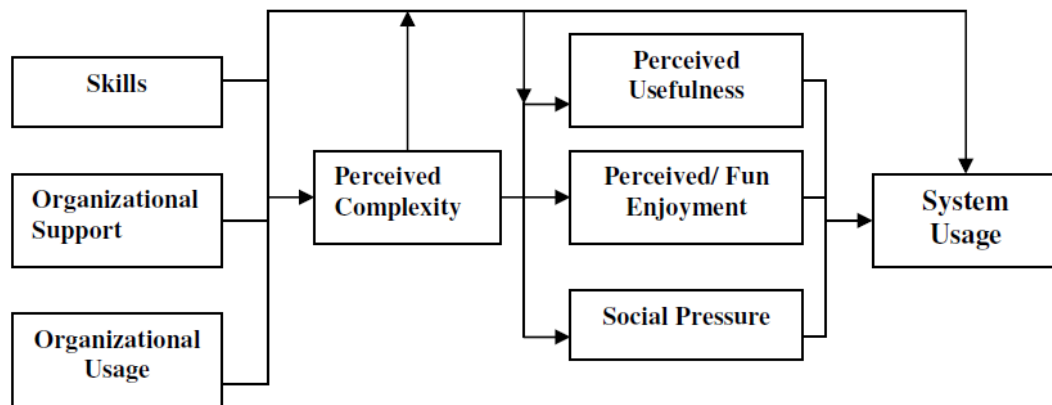 Skills
Organizational
Support
Organizational
Usage
Perceived
Complexity
Perceived
Usefulness
Perceived/ Fun
Enjoyment
Social Pressure
System
Usage